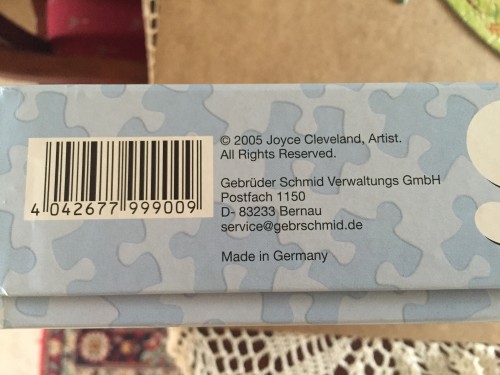 © 2005 Joyce Cleveland, Artist.
All Rights Reserved.
Gebrüder Schmid Verwaltungs GmbH
Postfach 1150
D- 83233 Bernau
service@gebrschmid.de
Made in Germany
4 042677 999009